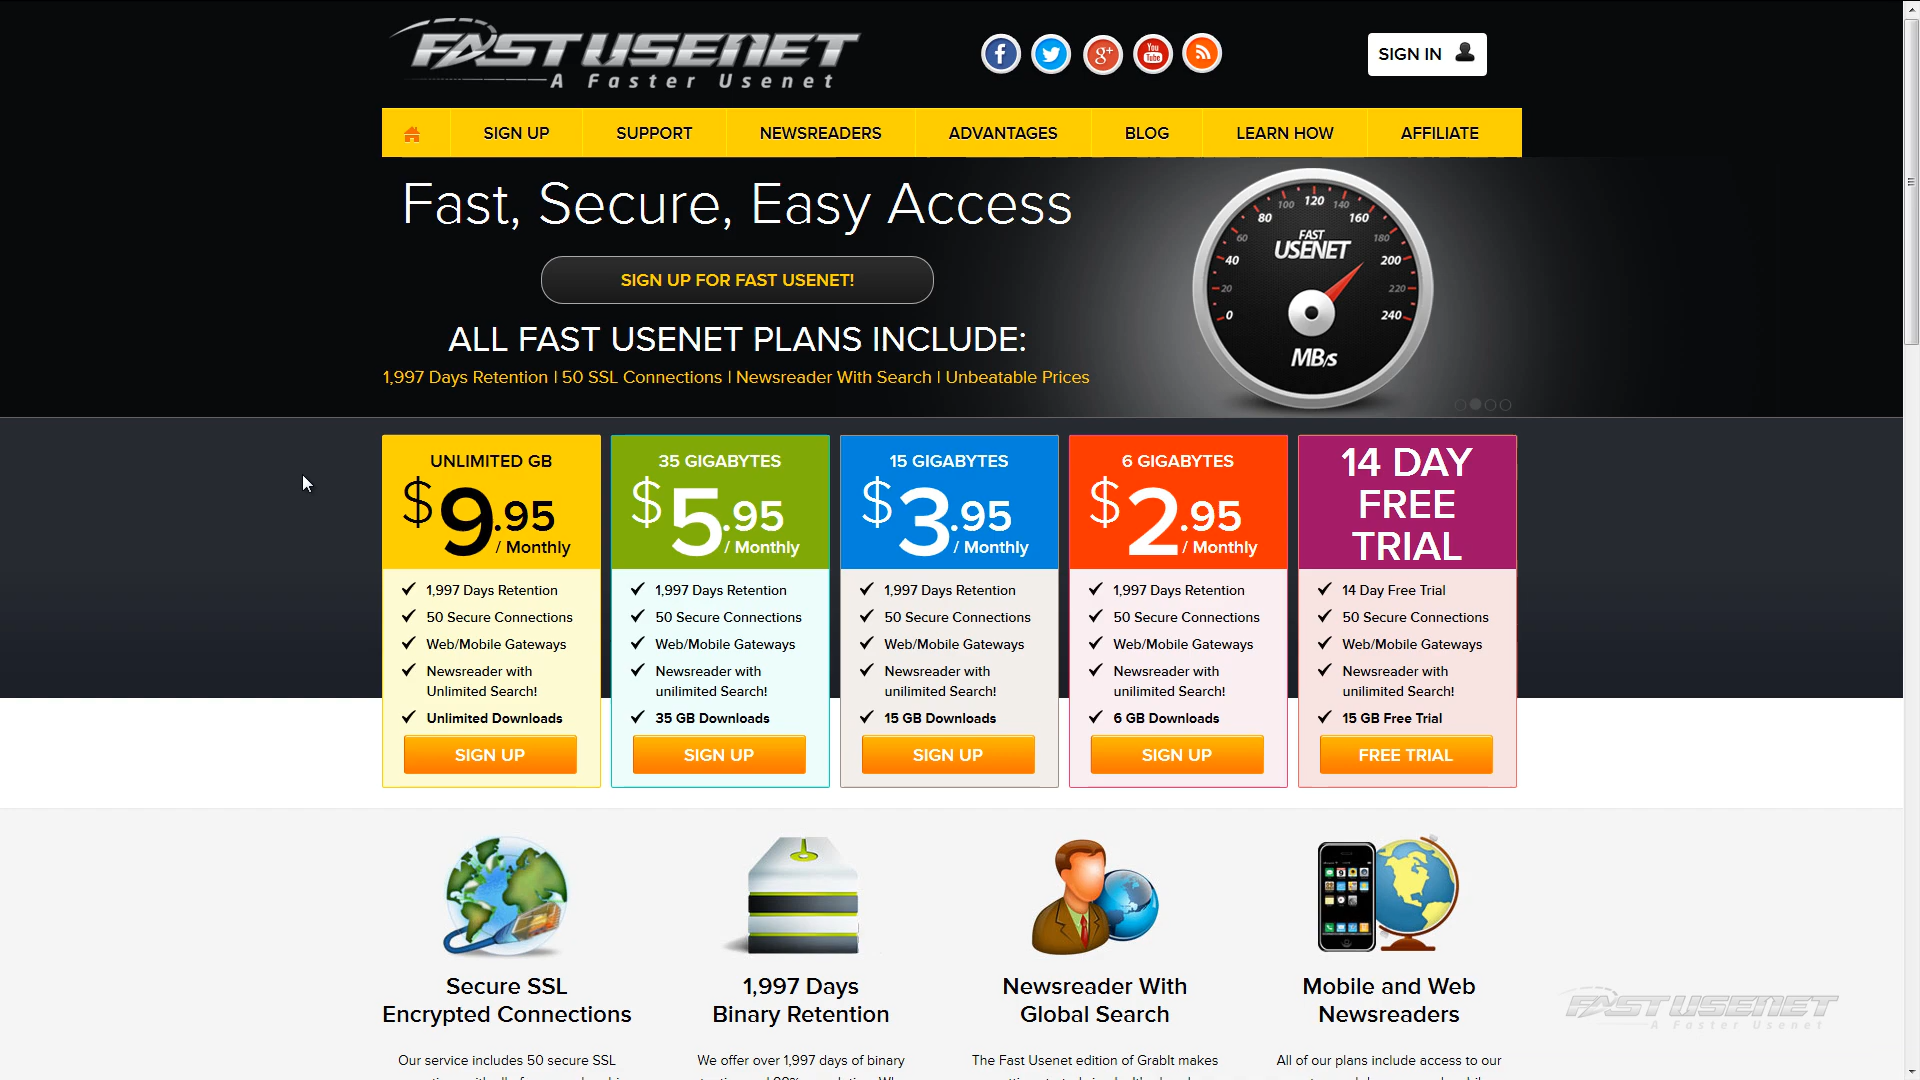 FAST USENET
A Faster Usenet
SIGN IN
SIGN UP
SUPPORT
NEWSREADERS
ADVANTAGES
BLOG
LEARN HOW
AFFILIATE
Fast, Secure, Easy Access
SIGN UP FOR FAST USENET!
ALL FAST USENET PLANS INCLUDE:
1,997 Days Retention | 50 SSL Connections | Newsreader With Search | Unbeatable Prices
0
20
40
60
80
100
120
140
160
180
200
220
240
FAST
USENET
MB/s
UNLIMITED GB
$9.95
/ Monthly
1,997 Days Retention
50 Secure Connections
Web/Mobile Gateways
Newsreader with
Unlimited Search!
Unlimited Downloads
SIGN UP
35 GIGABYTES
$5.95
/ Monthly
1,997 Days Retention
50 Secure Connections
Web/Mobile Gateways
Newsreader with
unlimited Search!
35 GB Downloads
SIGN UP
15 GIGABYTES
$3.95
/ Monthly
1,997 Days Retention
50 Secure Connections
Web/Mobile Gateways
Newsreader with
unlimited Search!
15 GB Downloads
SIGN UP
6 GIGABYTES
$2.95
/ Monthly
1,997 Days Retention
50 Secure Connections
Web/Mobile Gateways
Newsreader with
unlimited Search!
6 GB Downloads
SIGN UP
14 DAY
FREE
TRIAL
14 Day Free Trial
50 Secure Connections
Web/Mobile Gateways
Newsreader with
unlimited Search!
15 GB Free Trial
FREE TRIAL
Secure SSL
Encrypted Connections
Our service includes 50 secure SSL
1,997 Days
Binary Retention
We offer over 1,997 days of binary
Newsreader With
Global Search
The Fast Usenet edition of GrabIt makes
Mobile and Web
Newsreaders
All of our plans include access to our
FAST USENET
A Faster Usenet